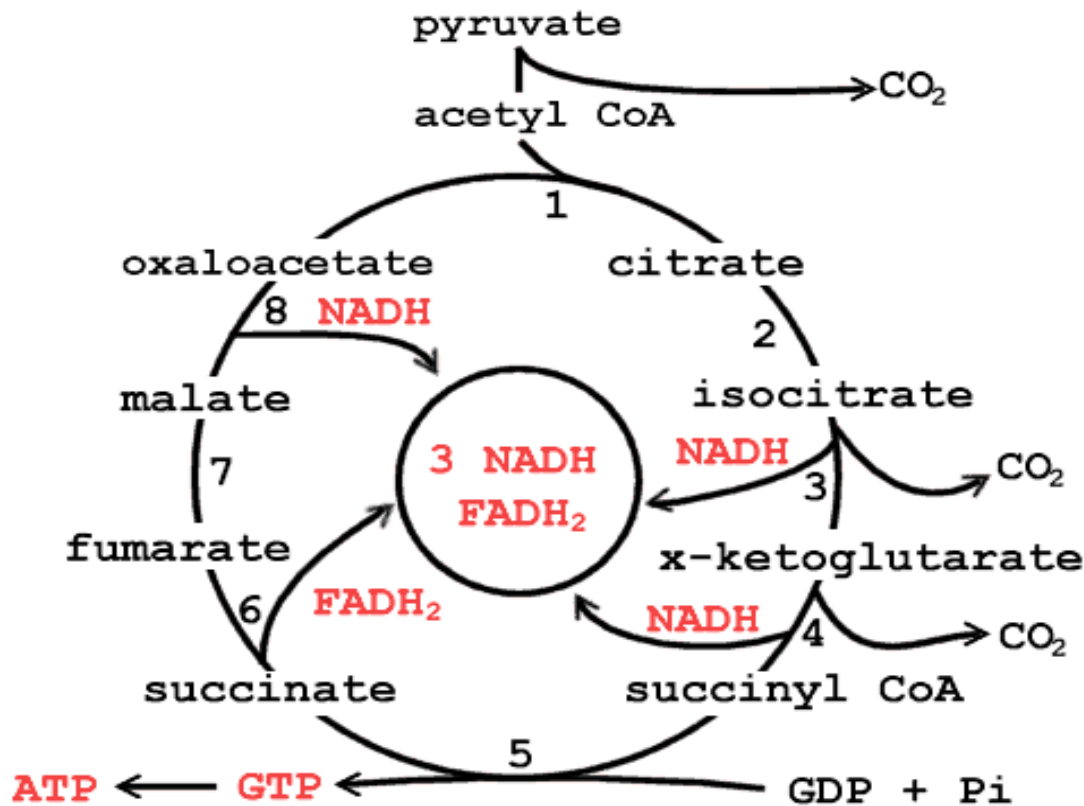 pyruvate
CO₂
acetyl CoA
1
oxaloacetate
citrate
8 NADH
2
malate
isocitrate
3 NADH
FADH₂
NADH
3
CO₂
7
fumarate
x-ketoglutarate
6
FADH₂
NADH
4
CO₂
succinate
succinyl CoA
5
ATP
GTP
GDP + Pi